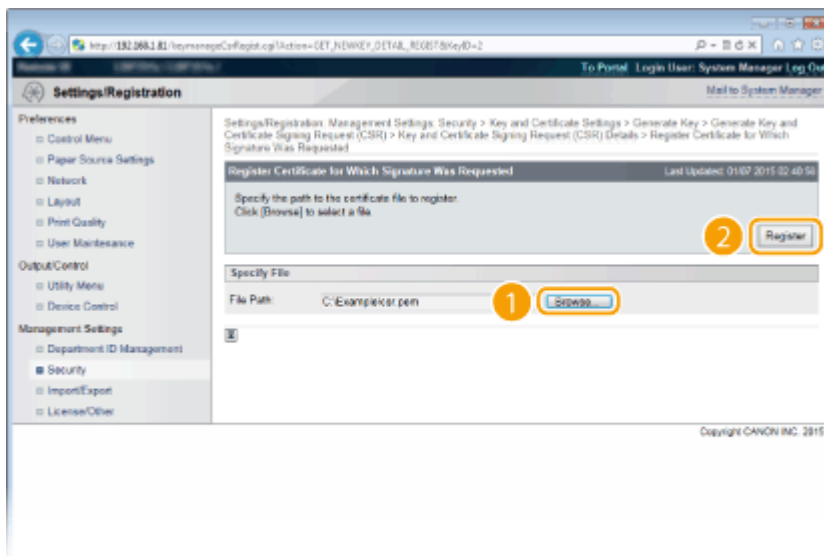 http://192.168.1.81/keymanageCsrRegist.cgi?Action=GET_NEWKEY_DETAIL_REGIST&KeyID=2
To Portal Login User: System Manager Log Ou
Settings/Registration
Mail to System Manager
Preferences
Control Menu
Paper Source Settings
Network
Layout
Print Quality
User Maintenance
Output/Control
Utility Menu
Device Control
Management Settings
Department ID Management
Security
Import/Export
License/Other
Settings/Registration: Management Settings: Security > Key and Certificate Settings > Generate Key > Generate Key and
Certificate Signing Request (CSR) > Key and Certificate Signing Request (CSR) Details > Register Certificate for Which
Signature Was Requested
Register Certificate for Which Signature Was Requested
Last Updated: 01/07 2015 02:40:56
Specify the path to the certificate file to register.
Click [Browse] to select a file.
2
Register
Specify File
File Path:
C:\Example\csr.pem
1
Browse...
Copyright CANON INC. 2015